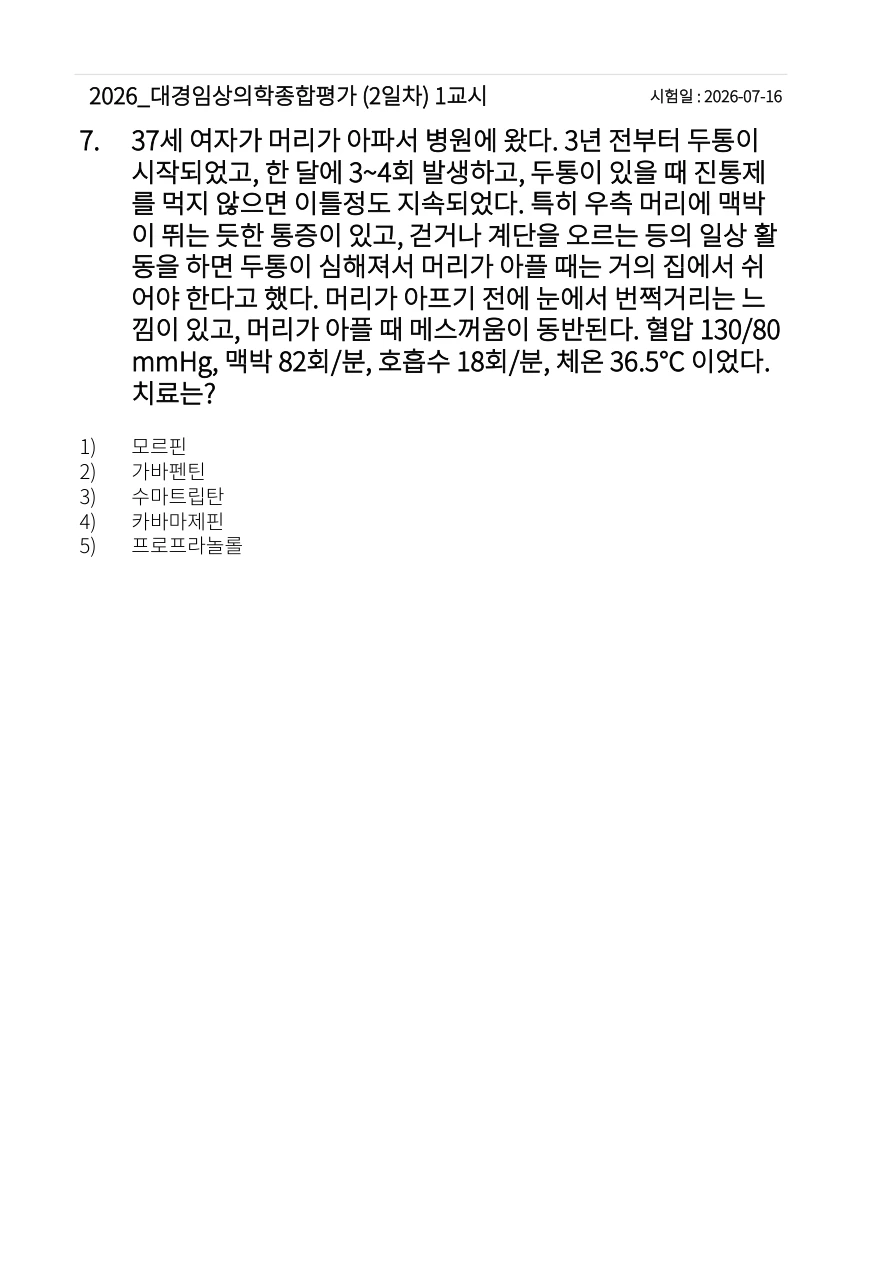 2026_대경임상의학종합평가 (2일차) 1교시 시험일 : 2026-07-16
7. 37세 여자가 머리가 아파서 병원에 왔다. 3년 전부터 두통이
시작되었고, 한 달에 3~4회 발생하고, 두통이 있을 때 진통제
를 먹지 않으면 이틀정도 지속되었다. 특히 우측 머리에 맥박
이 뛰는 듯한 통증이 있고, 걷거나 계단을 오르는 등의 일상 활
동을 하면 두통이 심해져서 머리가 아플 때는 거의 집에서 쉬
어야 한다고 했다. 머리가 아프기 전에 눈에서 번쩍거리는 느
낌이 있고, 머리가 아플 때 메스꺼움이 동반된다. 혈압 130/80
mmHg, 맥박 82회/분, 호흡수 18회/분, 체온 36.5℃ 이었다.
치료는?
1) 모르핀
2) 가바펜틴
3) 수마트립탄
4) 카바마제핀
5) 프로프라놀롤